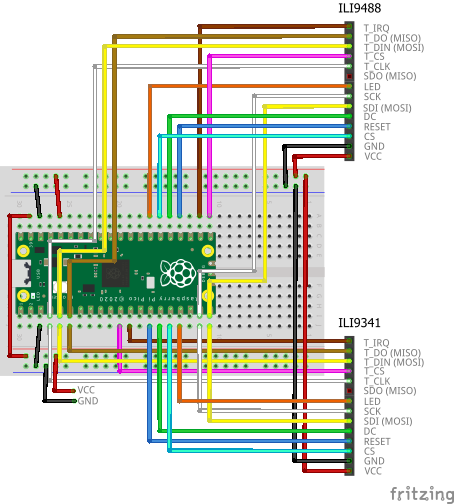 ILI9488
T_IRQ
T_DO (MISO)
T_DIN (MOSI)
T_CS
T_CLK
SDO (MISO)
LED
SCK
SDI (MOSI)
DC
RESET
CS
GND
VCC
USB
LED
Raspberry Pi Pico ©2020
ILI9341
T_IRQ
T_DO (MISO)
T_DIN (MOSI)
T_CS
T_CLK
SDO (MISO)
LED
SCK
SDI (MOSI)
DC
RESET
CS
GND
VCC
VCC
GND
fritzing